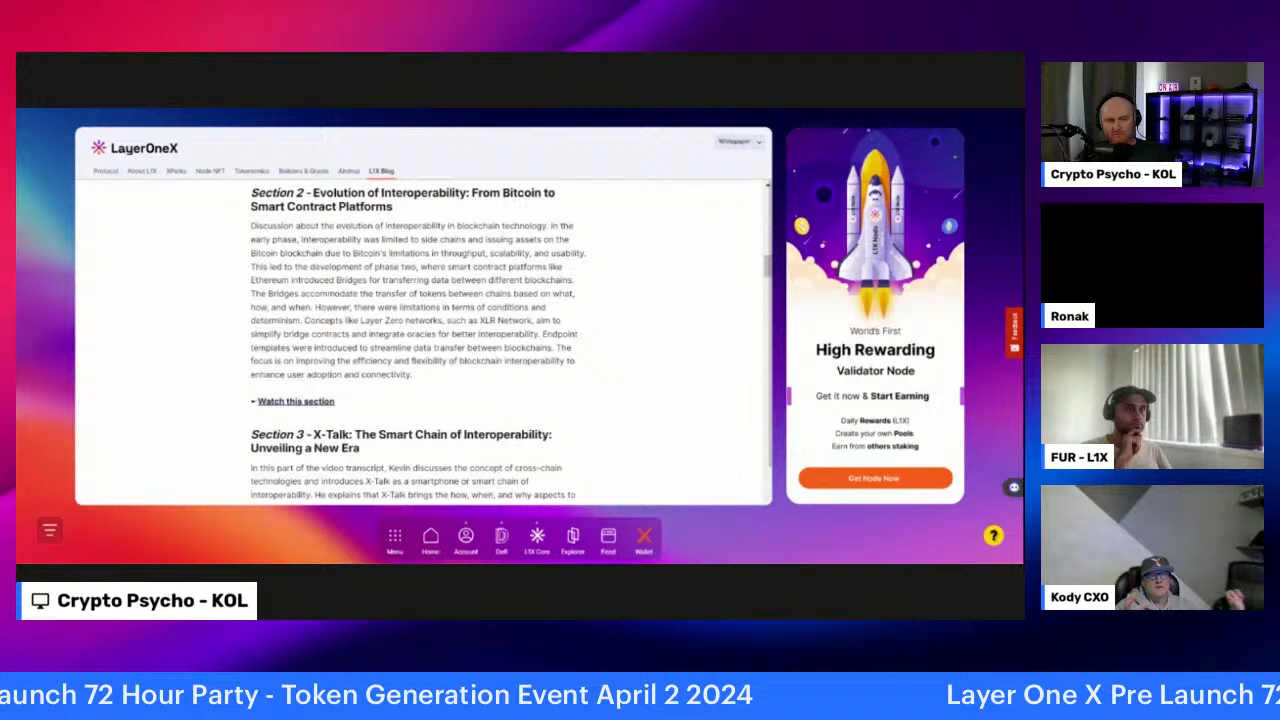 LayerOneX
Whitepaper
Protocol About L1X XPerks Node NFT Tokenomics Builders & Grants Airdrop L1X Blog
Section 2 - Evolution of Interoperability: From Bitcoin to
Smart Contract Platforms
Discussion about the evolution of interoperability in blockchain technology. In the
early phase, interoperability was limited to side chains and issuing assets on the
Bitcoin blockchain due to Bitcoin's limitations in throughput, scalability, and usability.
This led to the development of phase two, where smart contract platforms like
Ethereum introduced Bridges for transferring data between different blockchains.
The Bridges accommodate the transfer of tokens between chains based on what,
how, and when. However, there were limitations in terms of conditions and
determinism. Concepts like Layer Zero networks, such as XLR Network, aim to
simplify bridge contracts and integrate oracles for better interoperability. Endpoint
templates were introduced to streamline data transfer between blockchains. The
focus is on improving the efficiency and flexibility of blockchain interoperability to
enhance user adoption and connectivity.
- Watch this section
Section 3 - X-Talk: The Smart Chain of Interoperability:
Unveiling a New Era
In this part of the video transcript, Kevin discusses the concept of cross-chain
technologies and introduces X-Talk as a smartphone or smart chain of
interoperability. He explains that X-Talk brings the how, when, and why aspects to
L1X Node
World's First
High Rewarding
Validator Node
Get it now & Start Earning
Daily Rewards (L1X)
Create your own Pools
Earn from others staking
Get Node Now
Feedback
?
Menu Home Account Defi L1X Core Explorer Feed Wallet
Crypto Psycho - KOL
ON AIR
Crypto Psycho - KOL
Ronak
FUR - L1X
Kody CXO
aunch 72 Hour Party - Token Generation Event April 2 2024
Layer One X Pre Launch 72